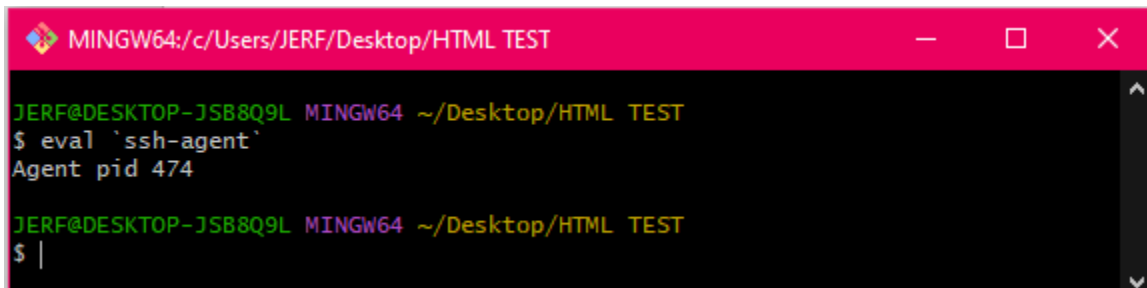 MINGW64:/c/Users/JERF/Desktop/HTML TEST
JERF@DESKTOP-JSB8Q9L MINGW64 ~/Desktop/HTML TEST
$ eval `ssh-agent`
Agent pid 474
JERF@DESKTOP-JSB8Q9L MINGW64 ~/Desktop/HTML TEST
$